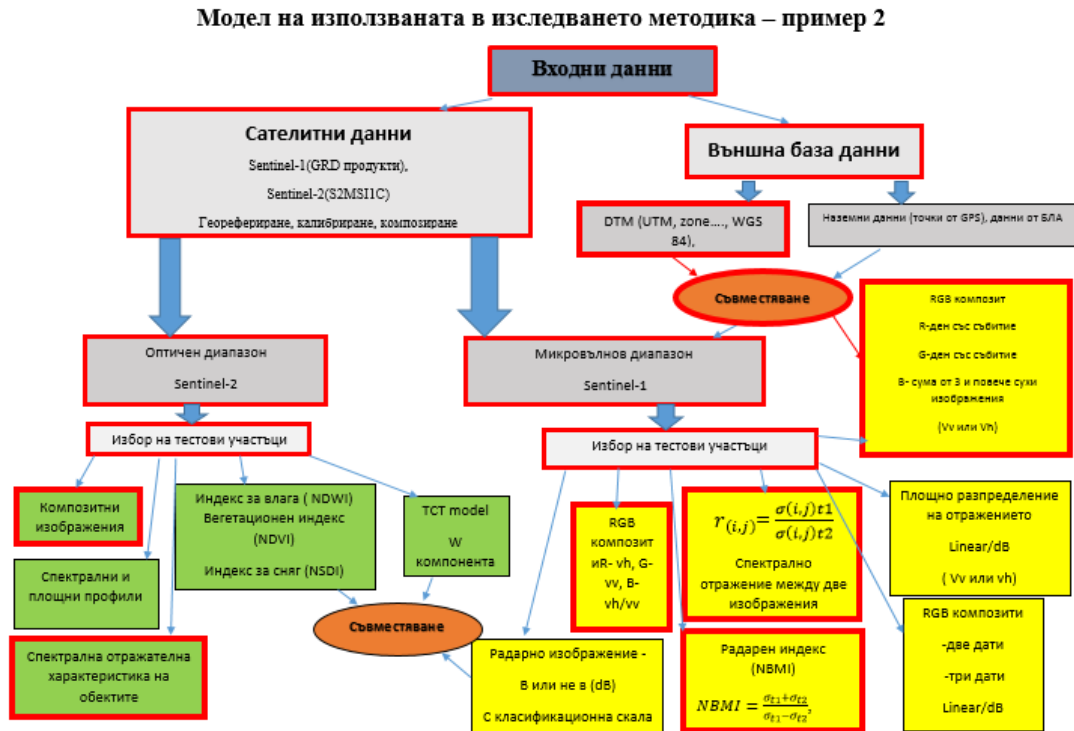 Модел на използваната в изследването методика – пример 2
Входни данни
Сателитни данни
Sentinel-1(GRD продукти),
Sentinel-2(S2MSI1C)
Георефериране, калибриране, композиране
Външна база данни
DTM (UTM, zone...., WGS
84),
Наземни данни (точки от GPS), данни от БЛА
Съвместяване
RGB композит
R-ден със събитие
G-ден със събитие
B- сума от 3 и повече сухи
изображения
(Vv или Vh)
Оптичен диапазон
Sentinel-2
Микровълнов диапазон
Sentinel-1
Избор на тестови участъци
Избор на тестови участъци
Композитни
изображения
Индекс за влага ( NDWI)
Вегетационен индекс
(NDVI)
Индекс за сняг (NSDI)
TCT model
W
компонента
Спектрални и
площни профили
Съвместяване
Спектрална отражателна
характеристика на
обектите
Радарно изображение -
В или не в (dB)
С класификационна скала
RGB
композит
иR- vh, G-
vv, B-
vh/vv
r(i,j)=σ(i,j)t1/σ(i,j)t2
Спектрално
отражение между две
изображения
Радарен индекс
(NBMI)
NBMI = σt1+σt2/σt1−σt2,
Площно разпределение
на отражението
Linear/dB
( Vv или vh)
RGB композити
-две дати
-три дати
Linear/dB